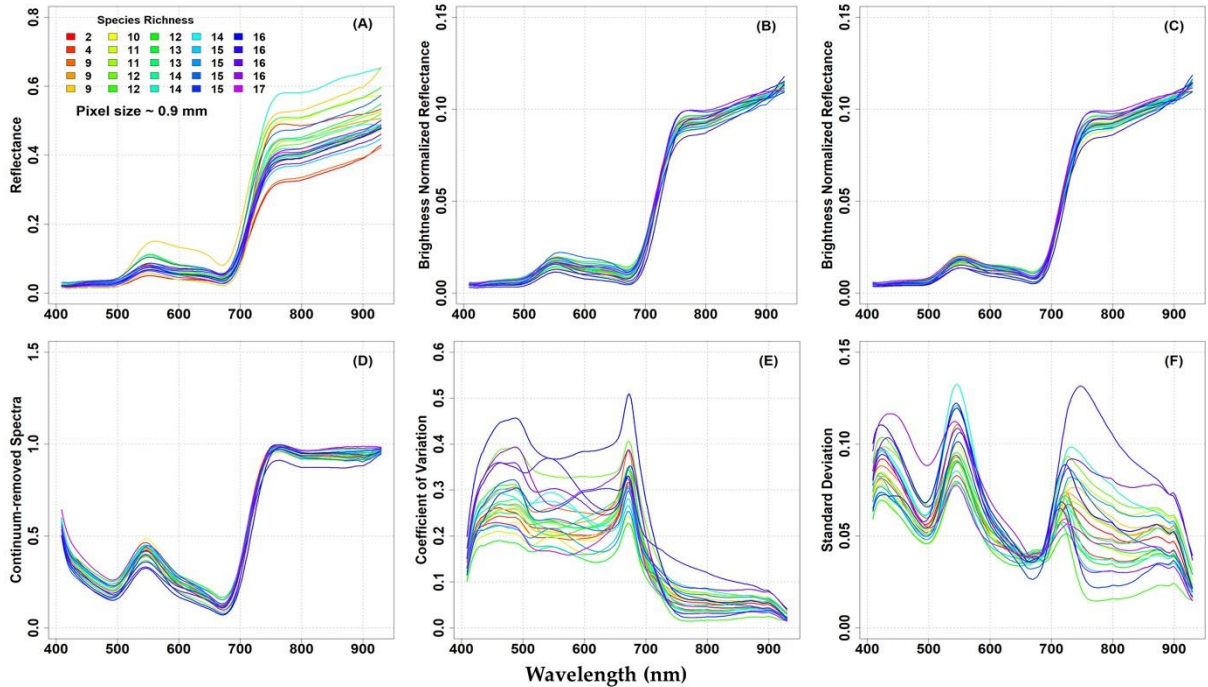 (A)
Species Richness
2 10 12 14 16
4 11 13 15 16
9 11 13 15 16
9 12 14 15 16
9 12 14 15 17
Pixel size ~ 0.9 mm
Reflectance
0.0 0.2 0.4 0.6 0.8
400 500 600 700 800 900
(B)
Brightness Normalized Reflectance
0.00 0.05 0.10 0.15
400 500 600 700 800 900
(C)
Brightness Normalized Reflectance
0.00 0.05 0.10 0.15
400 500 600 700 800 900
(D)
Continuum-removed Spectra
0.0 0.5 1.0 1.5
400 500 600 700 800 900
(E)
Coefficient of Variation
0.0 0.1 0.2 0.3 0.4 0.5 0.6
400 500 600 700 800 900
(F)
Standard Deviation
0.00 0.05 0.10 0.15
400 500 600 700 800 900
Wavelength (nm)